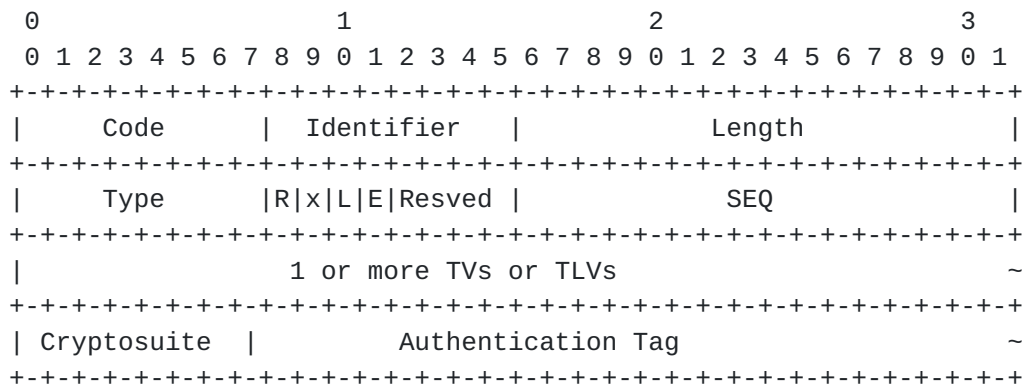 0                   1                   2                   3
 0 1 2 3 4 5 6 7 8 9 0 1 2 3 4 5 6 7 8 9 0 1 2 3 4 5 6 7 8 9 0 1
+-+-+-+-+-+-+-+-+-+-+-+-+-+-+-+-+-+-+-+-+-+-+-+-+-+-+-+-+-+-+-+-+
|     Code      |  Identifier   |            Length             |
+-+-+-+-+-+-+-+-+-+-+-+-+-+-+-+-+-+-+-+-+-+-+-+-+-+-+-+-+-+-+-+-+
|     Type      |R|x|L|E|Resved |             SEQ               |
+-+-+-+-+-+-+-+-+-+-+-+-+-+-+-+-+-+-+-+-+-+-+-+-+-+-+-+-+-+-+-+-+
|                 1 or more TVs or TLVs                         ~
+-+-+-+-+-+-+-+-+-+-+-+-+-+-+-+-+-+-+-+-+-+-+-+-+-+-+-+-+-+-+-+-+
| Cryptosuite  |         Authentication Tag                     ~
+-+-+-+-+-+-+-+-+-+-+-+-+-+-+-+-+-+-+-+-+-+-+-+-+-+-+-+-+-+-+-+-+